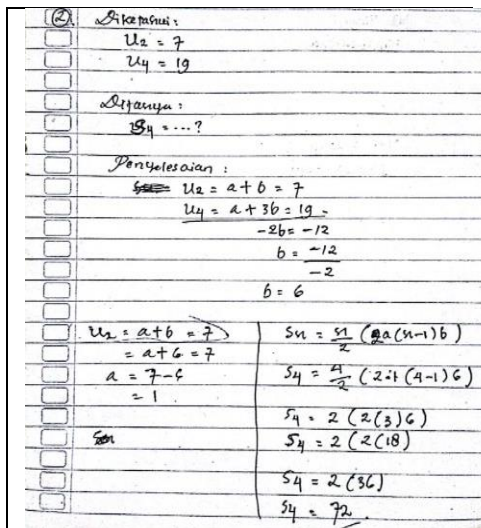 ②. Diketahui:
U2 = 7
U4 = 19
Ditanya:
S4 = ...?
Penyelesaian:
U2 = a + b = 7
U4 = a + 3b = 19 -
-2b = -12
b = -12
-2
b = 6
U2 = a + b = 7
= a + 6 = 7
a = 7 - 6
= 1
Sn = n/2 (2a(n-1)b)
S4 = 4/2 (2·1(4-1)6)
S4 = 2 (2(3)6)
S4 = 2 (2(18)
S4 = 2 (36)
S4 = 72.